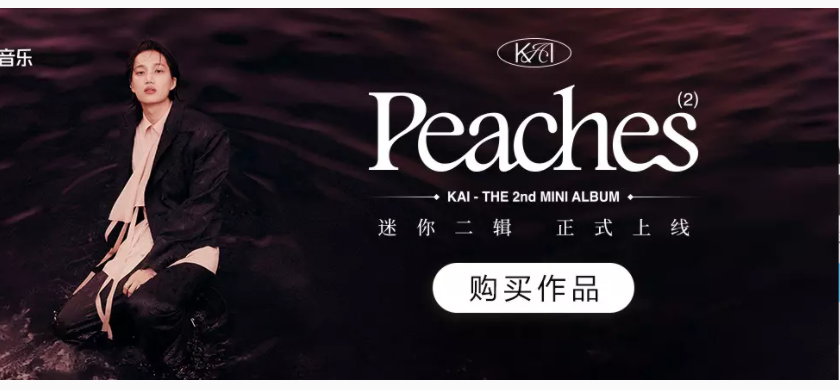 音乐
KAI
Peaches (2)
KAI - THE 2nd MINI ALBUM
迷你二辑 正式上线
购买作品